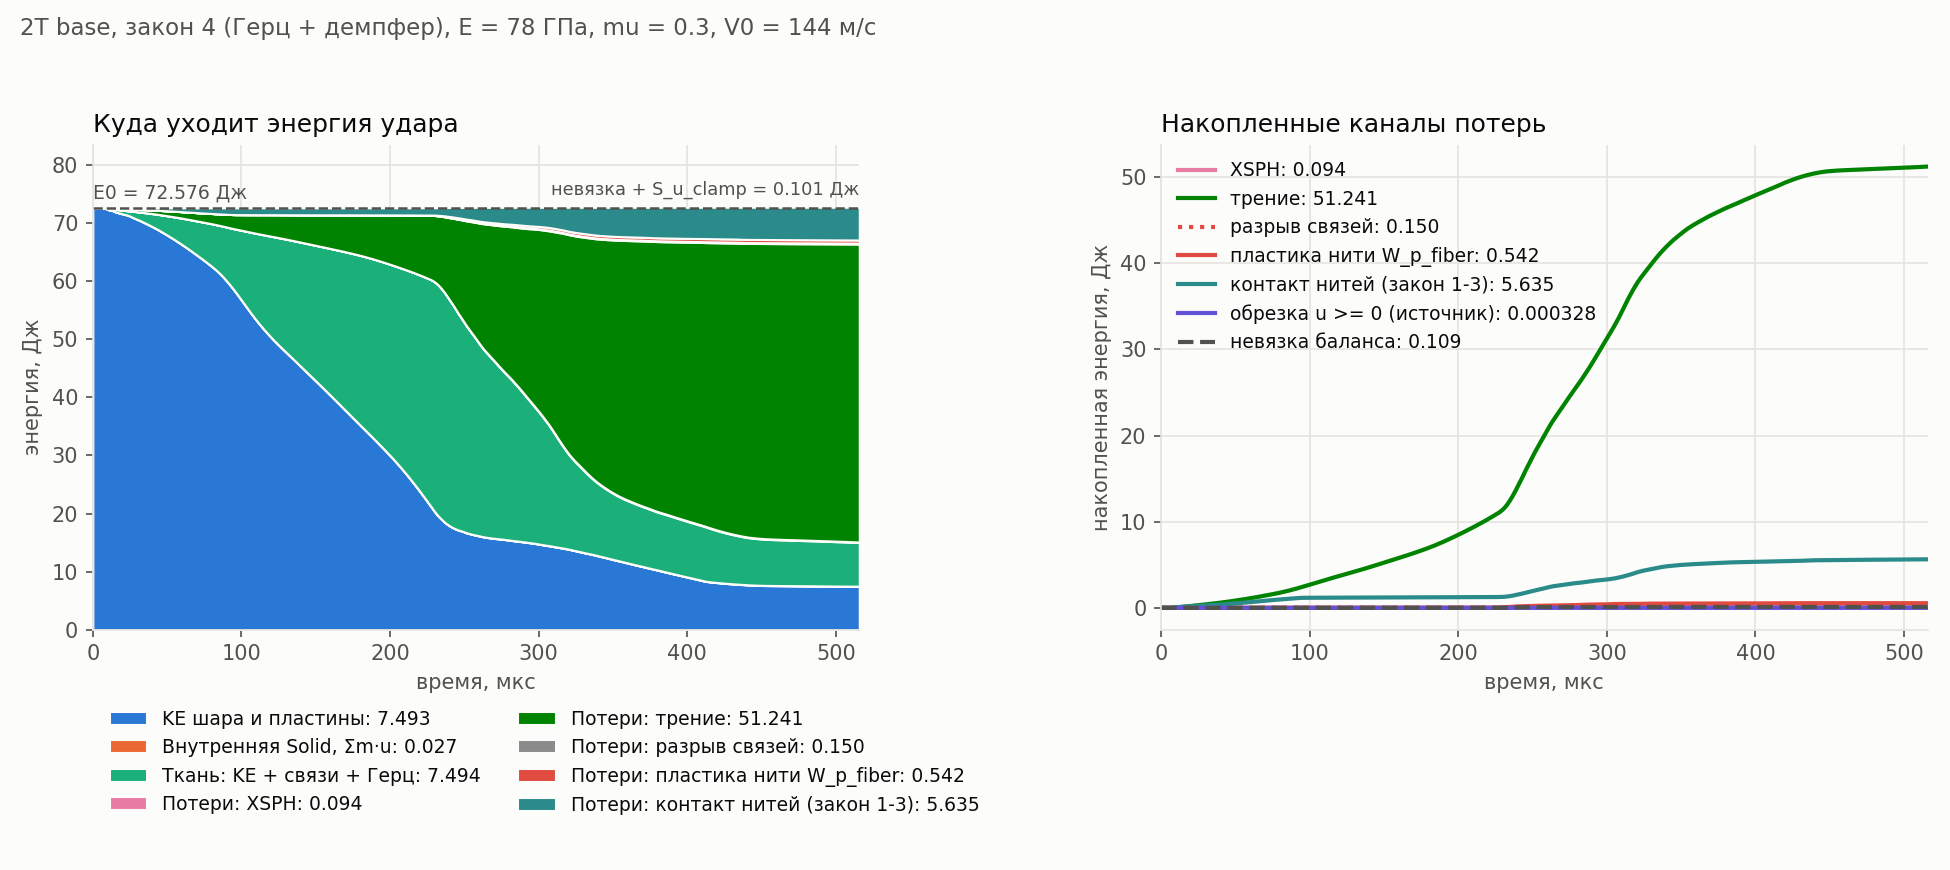 2T base, закон 4 (Герц + демпфер), E = 78 ГПа, mu = 0.3, V0 = 144 м/с
Куда уходит энергия удара
E0 = 72.576 Дж
невязка + S_u_clamp = 0.101 Дж
энергия, Дж
80
70
60
50
40
30
20
10
0
0 100 200 300 400 500
время, мкс
KE шара и пластины: 7.493
Внутренняя Solid, Σm·u: 0.027
Ткань: KE + связи + Герц: 7.494
Потери: XSPH: 0.094
Потери: трение: 51.241
Потери: разрыв связей: 0.150
Потери: пластика нити W_p_fiber: 0.542
Потери: контакт нитей (закон 1-3): 5.635
Накопленные каналы потерь
XSPH: 0.094
трение: 51.241
разрыв связей: 0.150
пластика нити W_p_fiber: 0.542
контакт нитей (закон 1-3): 5.635
обрезка u >= 0 (источник): 0.000328
невязка баланса: 0.109
накопленная энергия, Дж
50
40
30
20
10
0
0 100 200 300 400 500
время, мкс